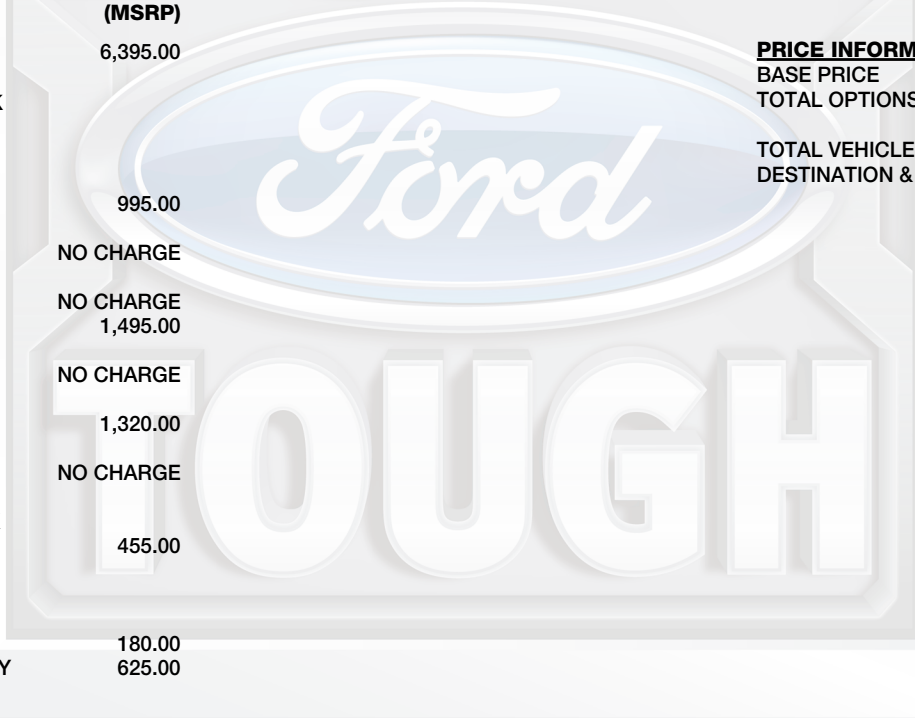 (MSRP)
6,395.00
K
995.00
NO CHARGE
NO CHARGE
1,495.00
NO CHARGE
1,320.00
NO CHARGE
455.00
180.00
Y 625.00
PRICE INFORM
BASE PRICE
TOTAL OPTIONS
TOTAL VEHICLE
DESTINATION &
Ford
TOUGH